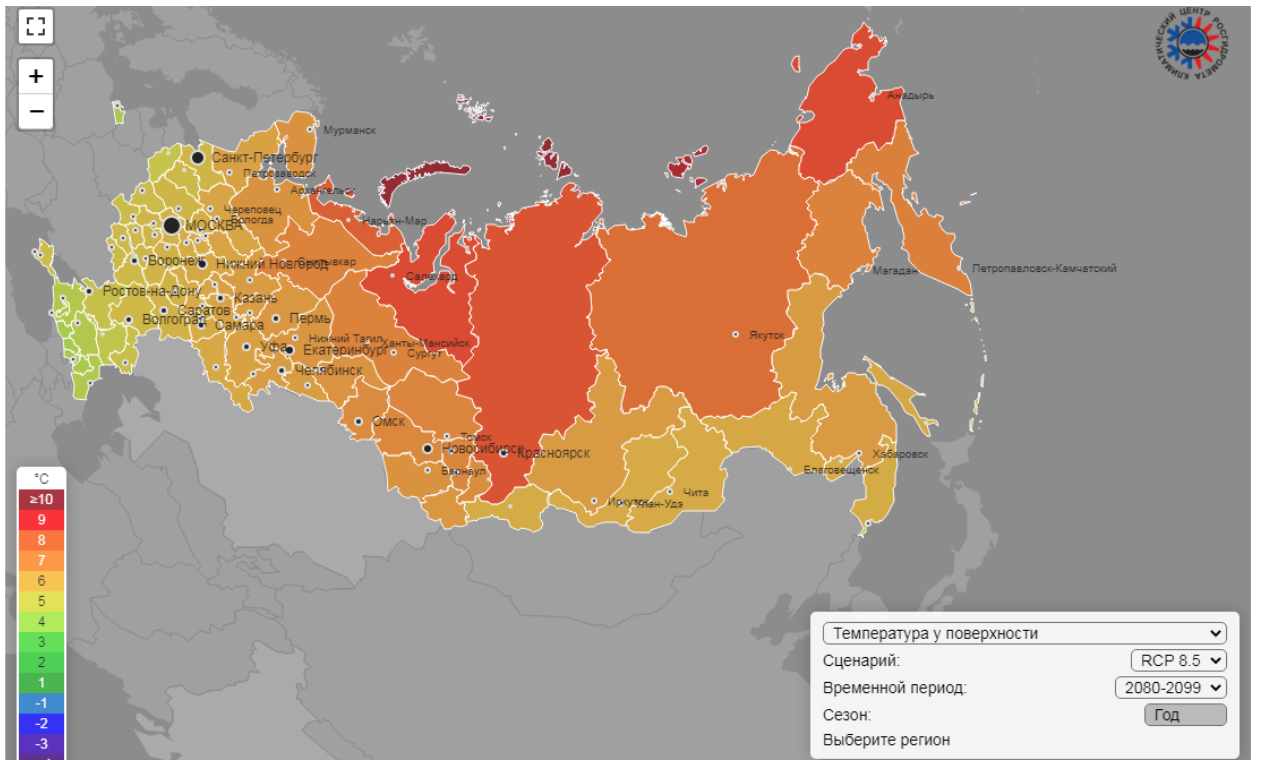 КЛИМАТИЧЕСКИЙ ЦЕНТР РОСГИДРОМЕТА
+
−
Анадырь
Мурманск
Санкт-Петербург
Петрозаводск
Архангельск
Череповец
Вологда
Нарьян-Мар
МОСКВА
Воронеж
Нижний Новгород
Сыктывкар
Салехард
Магадан
Петропавловск-Камчатский
Ростов-на-Дону
Казань
Саратов
Волгоград
Самара
Пермь
Якутск
Нижний Тагил
Ханты-Мансийск
Уфа
Екатеринбург
Сургут
Челябинск
Омск
Томск
Новосибирск
Красноярск
Барнаул
Хабаровск
Благовещенск
Чита
Иркутск
Улан-Удэ
°C
≥10
9
8
7
6
5
4
3
2
1
-1
-2
-3
Температура у поверхности
Сценарий: RCP 8.5
Временной период: 2080-2099
Сезон: Год
Выберите регион